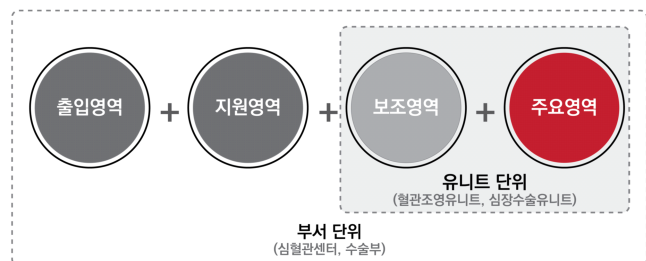 출입영역 + 지원영역 + 보조영역 + 주요영역
유니트 단위
(혈관조영유니트, 심장수술유니트)
부서 단위
(심혈관센터, 수술부)